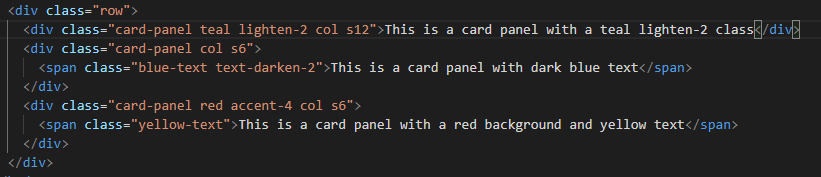 <div class="row">
<div class="card-panel teal lighten-2 col s12">This is a card panel with a teal lighten-2 class</div>
<div class="card-panel col s6">
<span class="blue-text text-darken-2">This is a card panel with dark blue text</span>
</div>
<div class="card-panel red accent-4 col s6">
<span class="yellow-text">This is a card panel with a red background and yellow text</span>
</div>
</div>